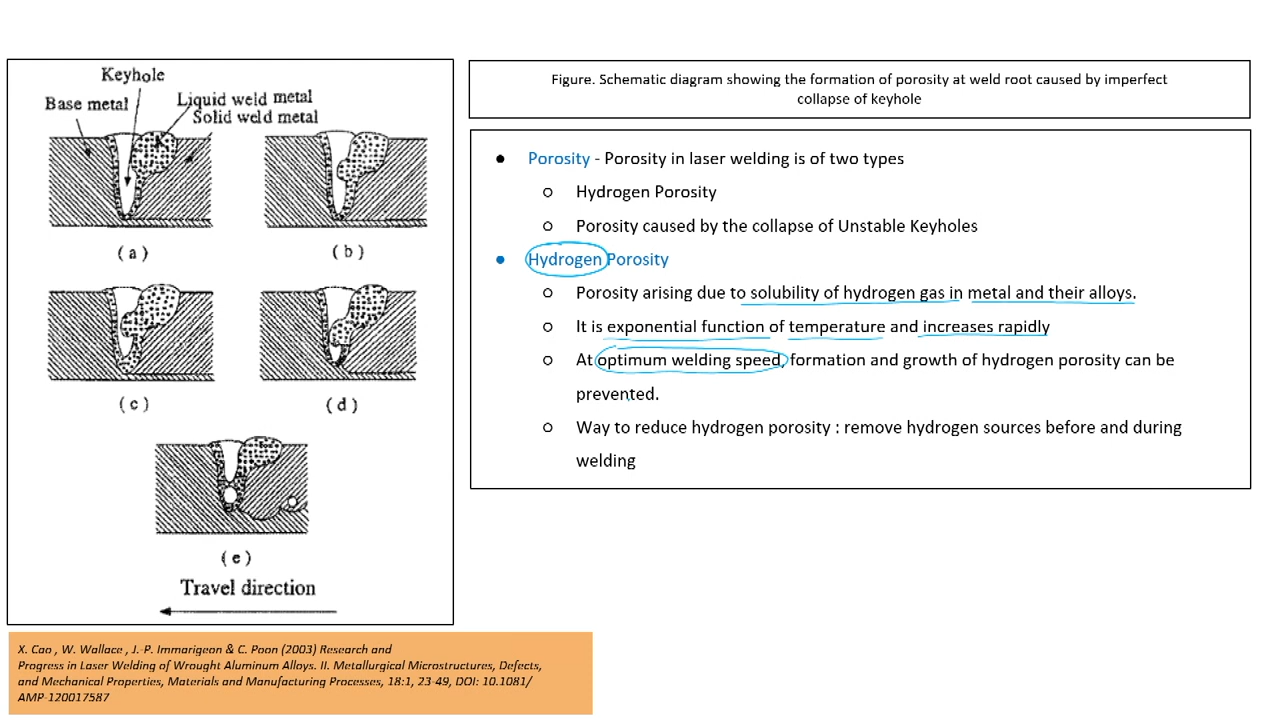 Keyhole
Base metal
Liquid weld metal
Solid weld metal
(a)
(b)
(c)
(d)
(e)
Travel direction
Figure. Schematic diagram showing the formation of porosity at weld root caused by imperfect
collapse of keyhole
● Porosity - Porosity in laser welding is of two types
○ Hydrogen Porosity
○ Porosity caused by the collapse of Unstable Keyholes
● Hydrogen Porosity
○ Porosity arising due to solubility of hydrogen gas in metal and their alloys.
○ It is exponential function of temperature and increases rapidly
○ At optimum welding speed, formation and growth of hydrogen porosity can be
prevented.
○ Way to reduce hydrogen porosity : remove hydrogen sources before and during
welding
X. Cao , W. Wallace , J.-P. Immarigeon & C. Poon (2003) Research and
Progress in Laser Welding of Wrought Aluminum Alloys. II. Metallurgical Microstructures, Defects,
and Mechanical Properties, Materials and Manufacturing Processes, 18:1, 23-49, DOI: 10.1081/
AMP-120017587